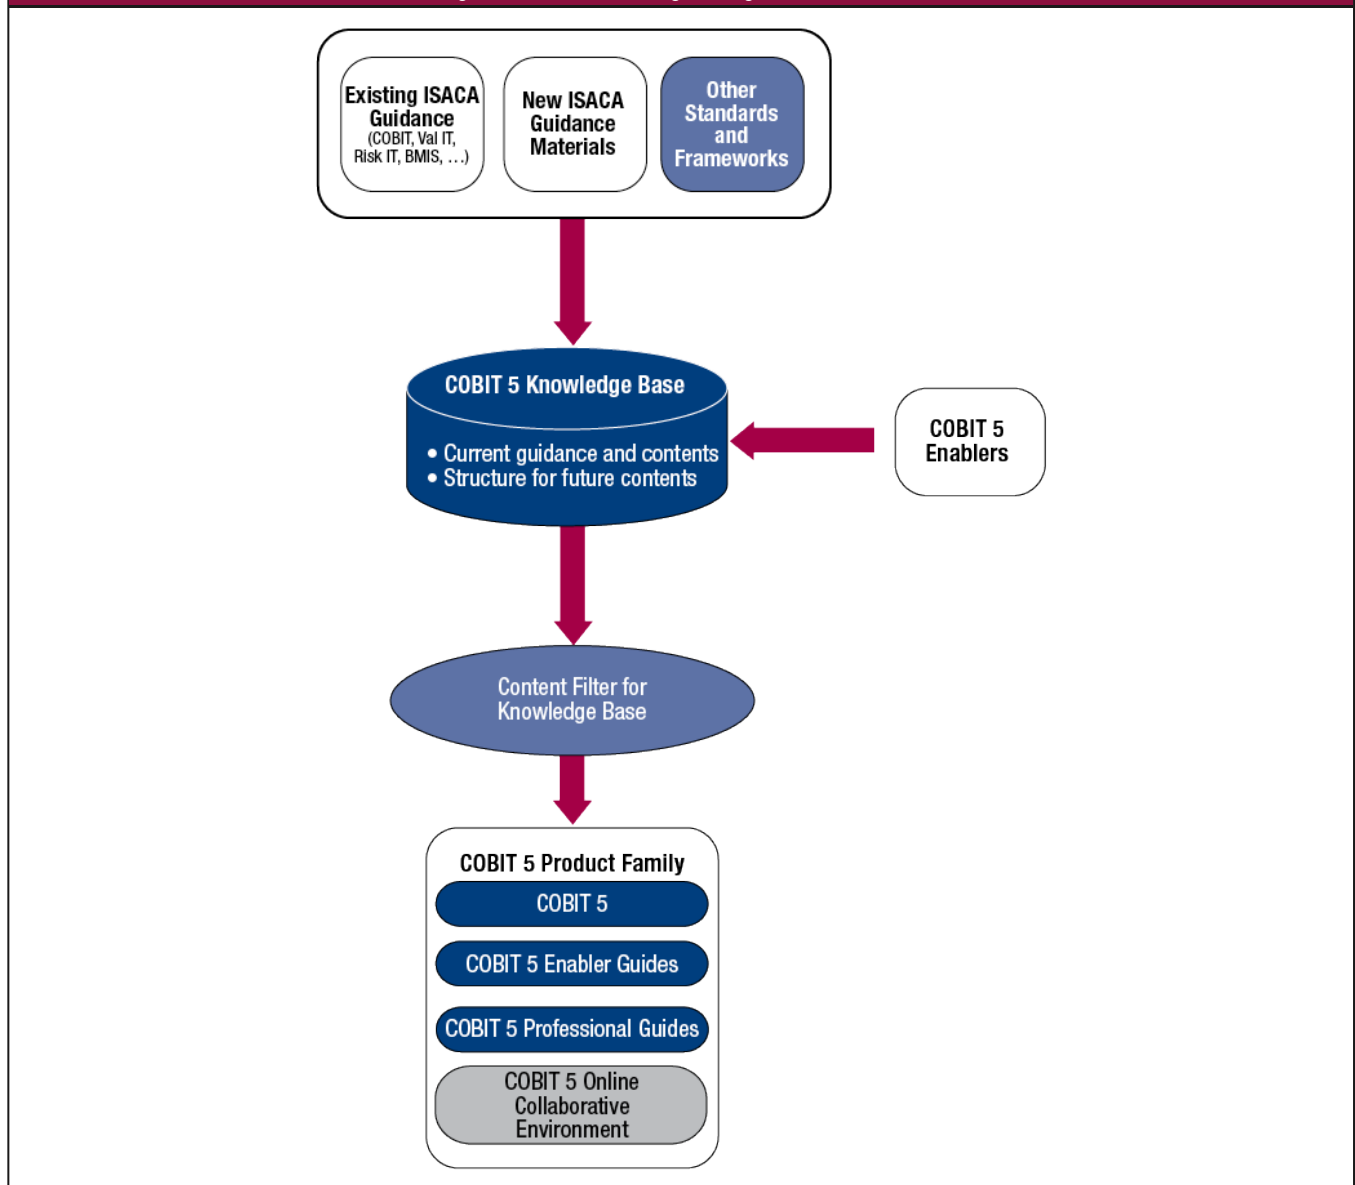 Existing ISACA
Guidance
(COBIT, Val IT,
Risk IT, BMIS, …)
New ISACA
Guidance
Materials
Other
Standards
and
Frameworks
COBIT 5 Knowledge Base
• Current guidance and contents
• Structure for future contents
COBIT 5
Enablers
Content Filter for
Knowledge Base
COBIT 5 Product Family
COBIT 5
COBIT 5 Enabler Guides
COBIT 5 Professional Guides
COBIT 5 Online
Collaborative
Environment